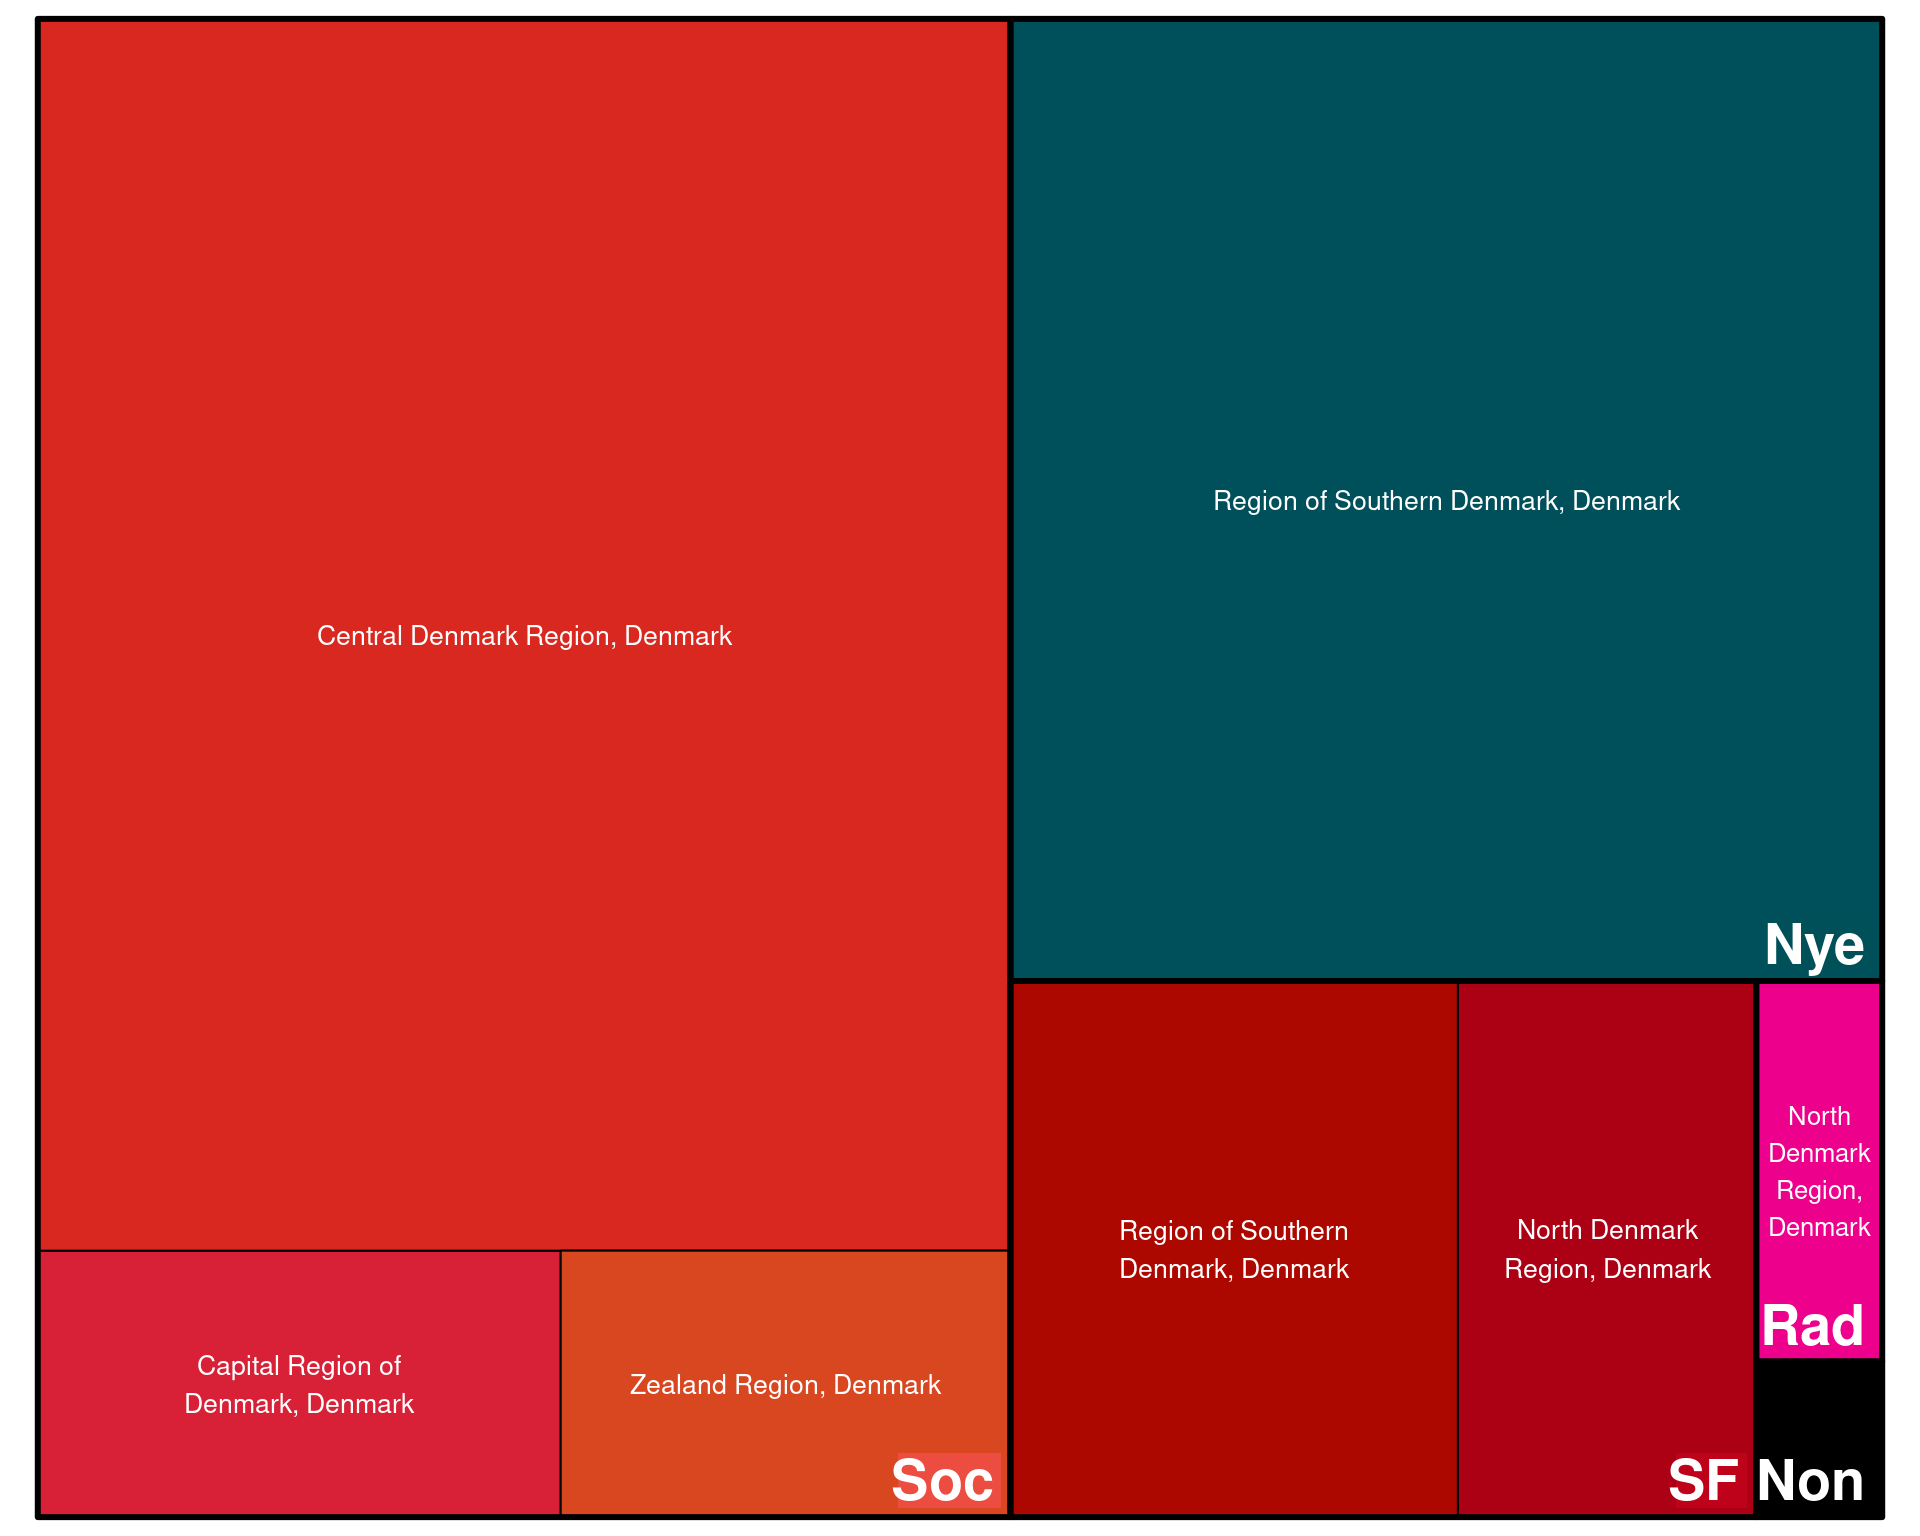 Central Denmark Region, Denmark
Capital Region of
Denmark, Denmark
Zealand Region, Denmark
Soc
Region of Southern Denmark, Denmark
Nye
Region of Southern
Denmark, Denmark
North Denmark
Region, Denmark
SF
North
Denmark
Region,
Denmark
Rad
Non